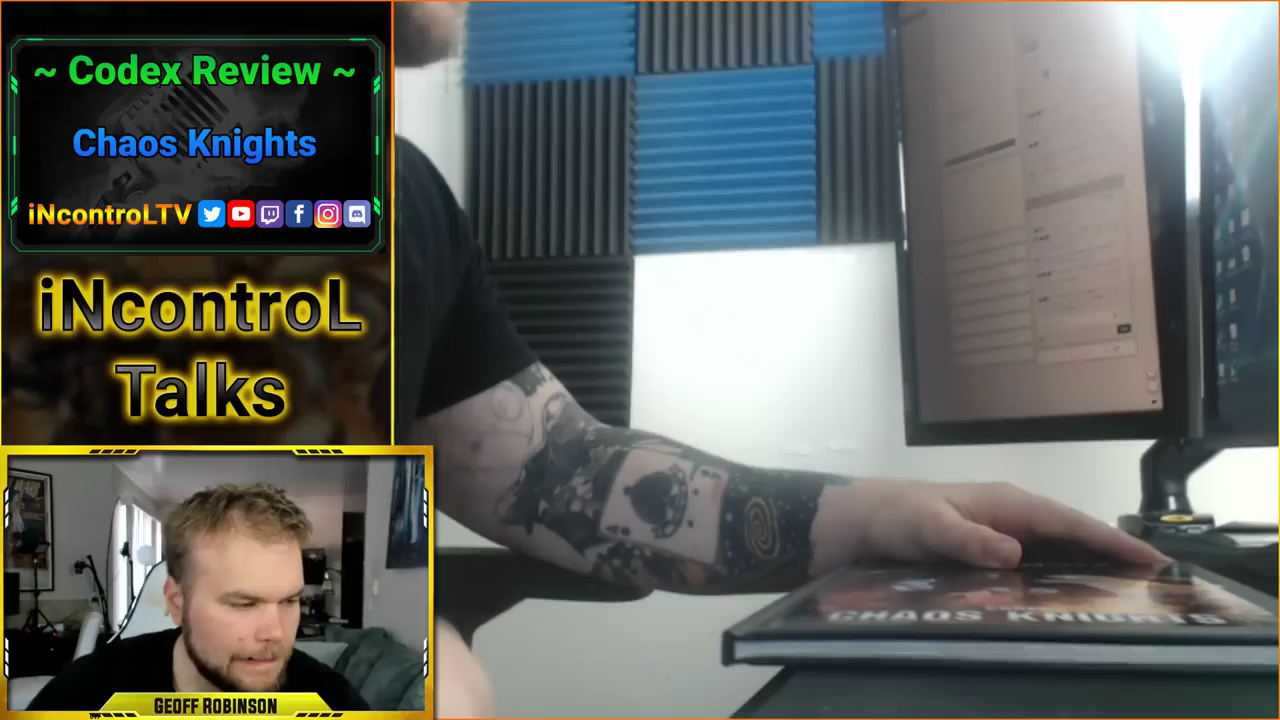 ~ Codex Review ~
Chaos Knights
iNcontroLTV
iNcontroL
Talks
GEOFF ROBINSON
CHAOS KNIGHTS